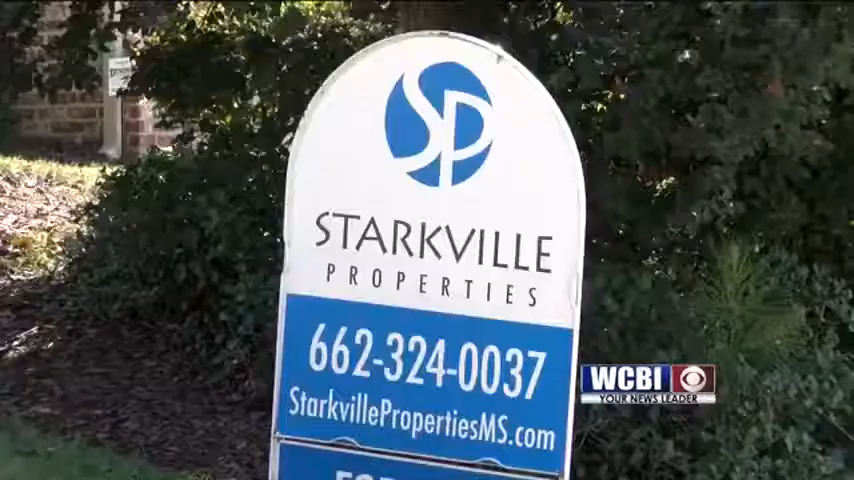 SP
STARKVILLE
PROPERTIES
662-324-0037
StarkvillePropertiesMS.com
WCBI
YOUR NEWS LEADER